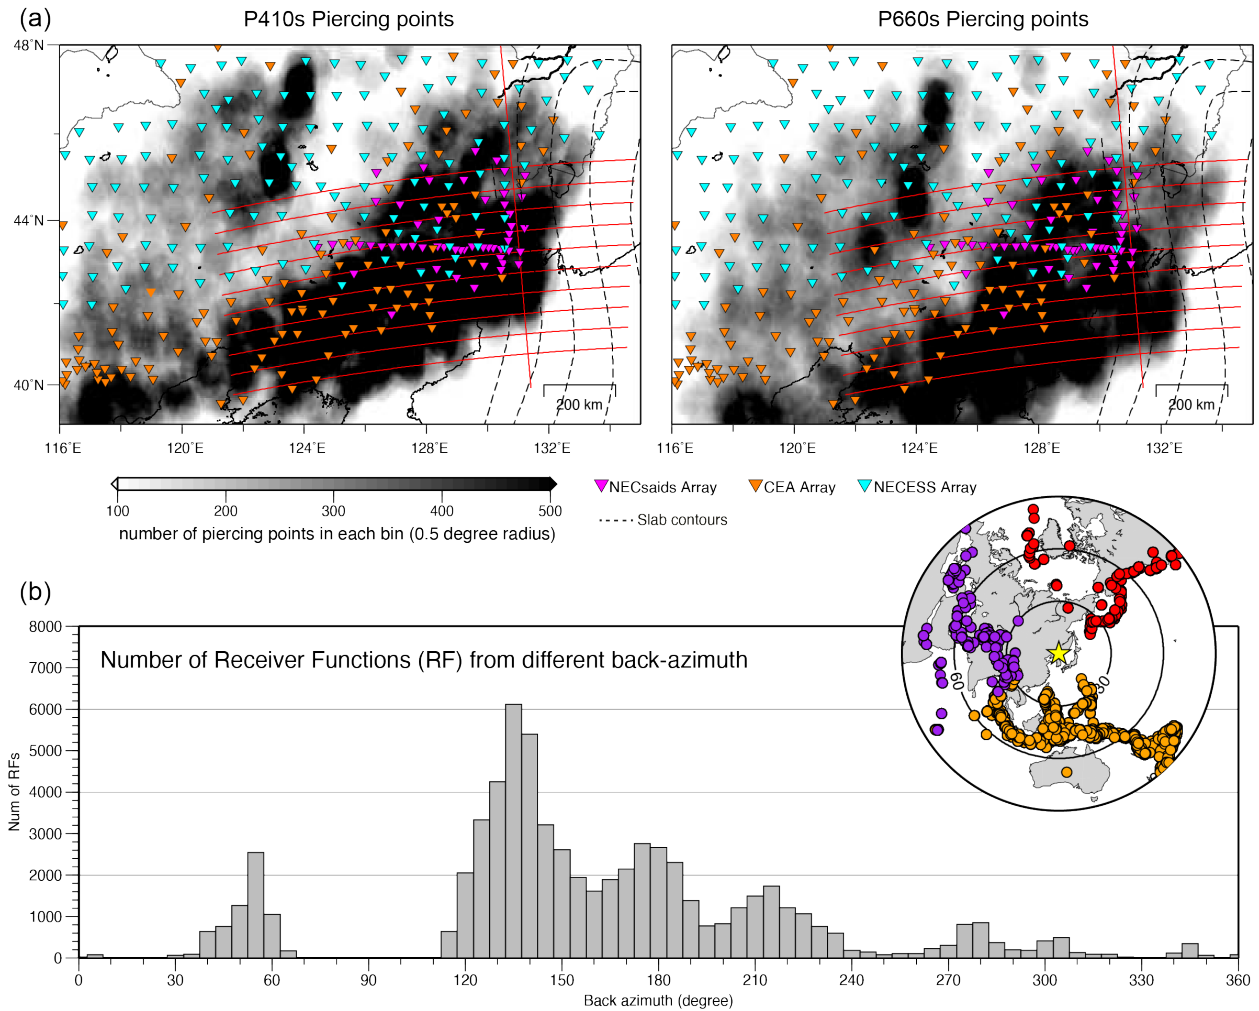 (a)
P410s Piercing points
P660s Piercing points
48°N
44°N
40°N
200 km
200 km
116°E 120°E 124°E 128°E 132°E
116°E 120°E 124°E 128°E 132°E
100 200 300 400 500
number of piercing points in each bin (0.5 degree radius)
NECsaids Array CEA Array NECESS Array
Slab contours
(b)
Number of Receiver Functions (RF) from different back-azimuth
60
30
8000
7000
6000
5000
4000
3000
2000
1000
0
Num of RFs
0 30 60 90 120 150 180 210 240 270 300 330 360
Back azimuth (degree)